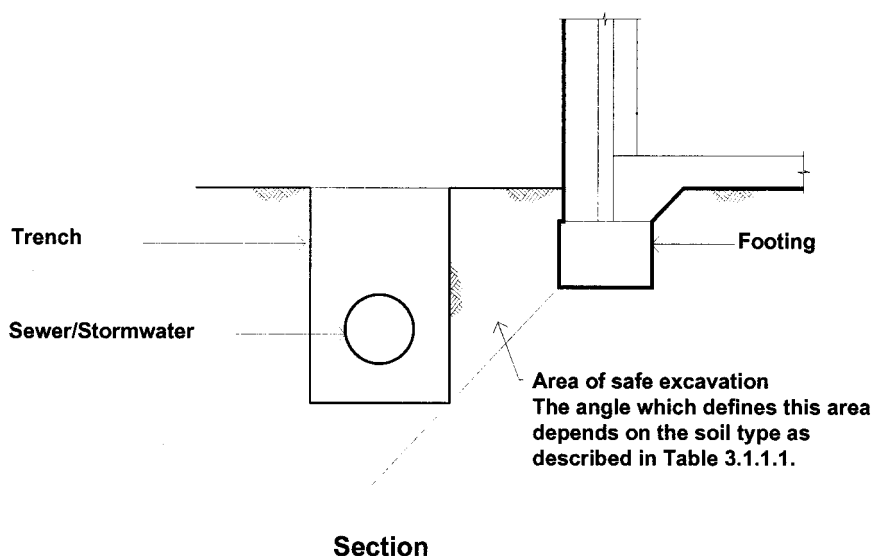 Trench
Footing
Sewer/Stormwater
Area of safe excavation
The angle which defines this area
depends on the soil type as
described in Table 3.1.1.1.
Section